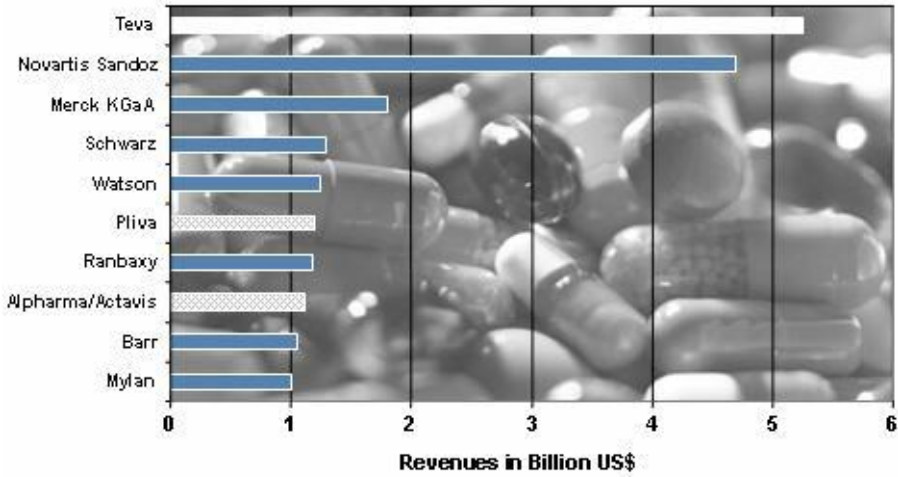 Teva
Novartis Sandoz
Merck KGaA
Schwarz
Watson
Pliva
Ranbaxy
Alpharma/Actavis
Barr
Mylan
0 1 2 3 4 5 6
Revenues in Billion US$